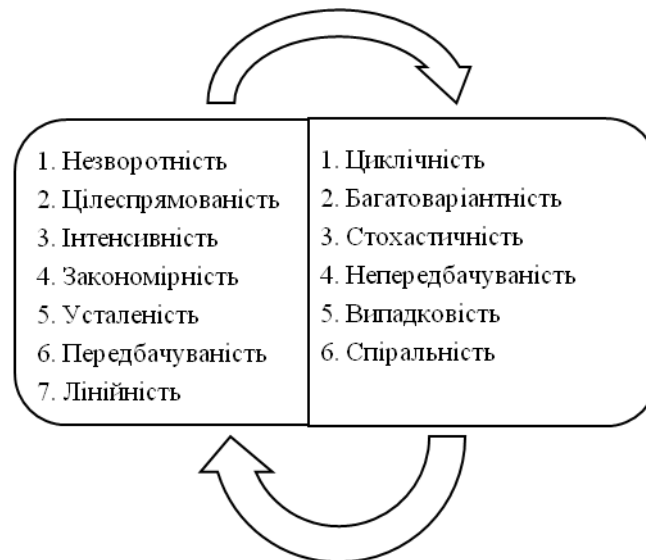 1. Незворотність
2. Цілеспрямованість
3. Інтенсивність
4. Закономірність
5. Усталеність
6. Передбачуваність
7. Лінійність
1. Циклічність
2. Багатоваріантність
3. Стохастичність
4. Непередбачуваність
5. Випадковість
6. Спіральність